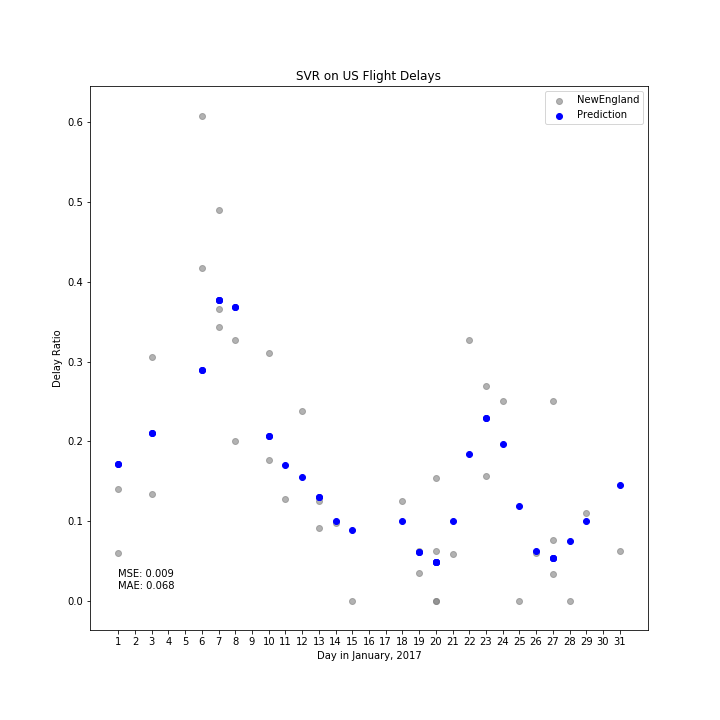 SVR on US Flight Delays
NewEngland
Prediction
0.6
0.5
0.4
0.3
0.2
0.1
0.0
Delay Ratio
MSE: 0.009
MAE: 0.068
1 2 3 4 5 6 7 8 9 10 11 12 13 14 15 16 17 18 19 20 21 22 23 24 25 26 27 28 29 30 31
Day in January, 2017